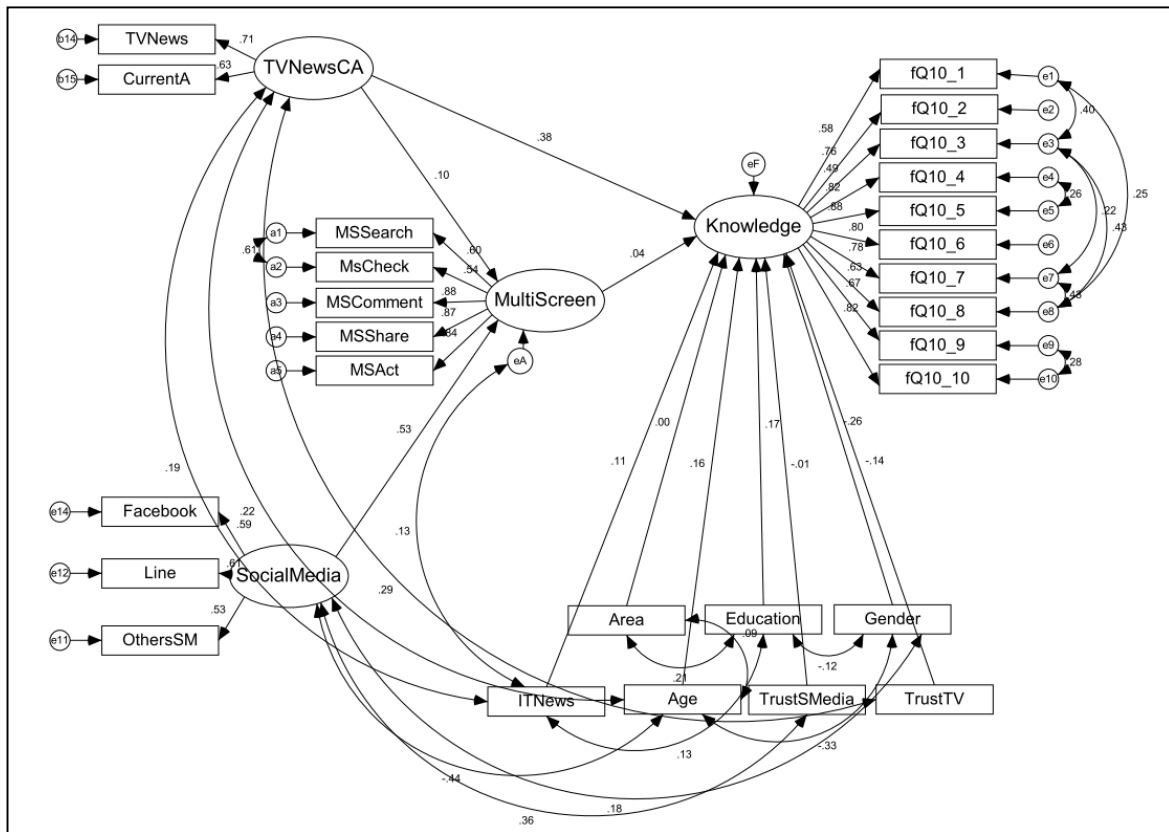 b14
TVNews
.71
TVNewsCA
b15
CurrentA
.63
.38
.10
eF
Knowledge
.04
fQ10_1
e1
fQ10_2
e2
.40
fQ10_3
e3
fQ10_4
e4
.26
fQ10_5
e5
fQ10_6
e6
fQ10_7
e7
.43
fQ10_8
e8
fQ10_9
e9
.28
fQ10_10
e10
.22
.43
.25
.58
.76
.49
.82
.88
.80
.78
.63
.67
.82
.61
a1
MSSearch
.60
a2
MsCheck
.54
a3
MSComment
.88
a4
MSShare
.87
a5
MSAct
.84
MultiScreen
eA
.53
.19
.13
.29
.11
.00
.16
.17
-.01
-.26
-.14
e14
Facebook
.22
.59
e12
Line
.61
SocialMedia
e11
OthersSM
.53
Area
Education
Gender
.09
-.12
.21
ITNews
Age
TrustSMedia
TrustTV
.13
-.33
-.44
.18
.36